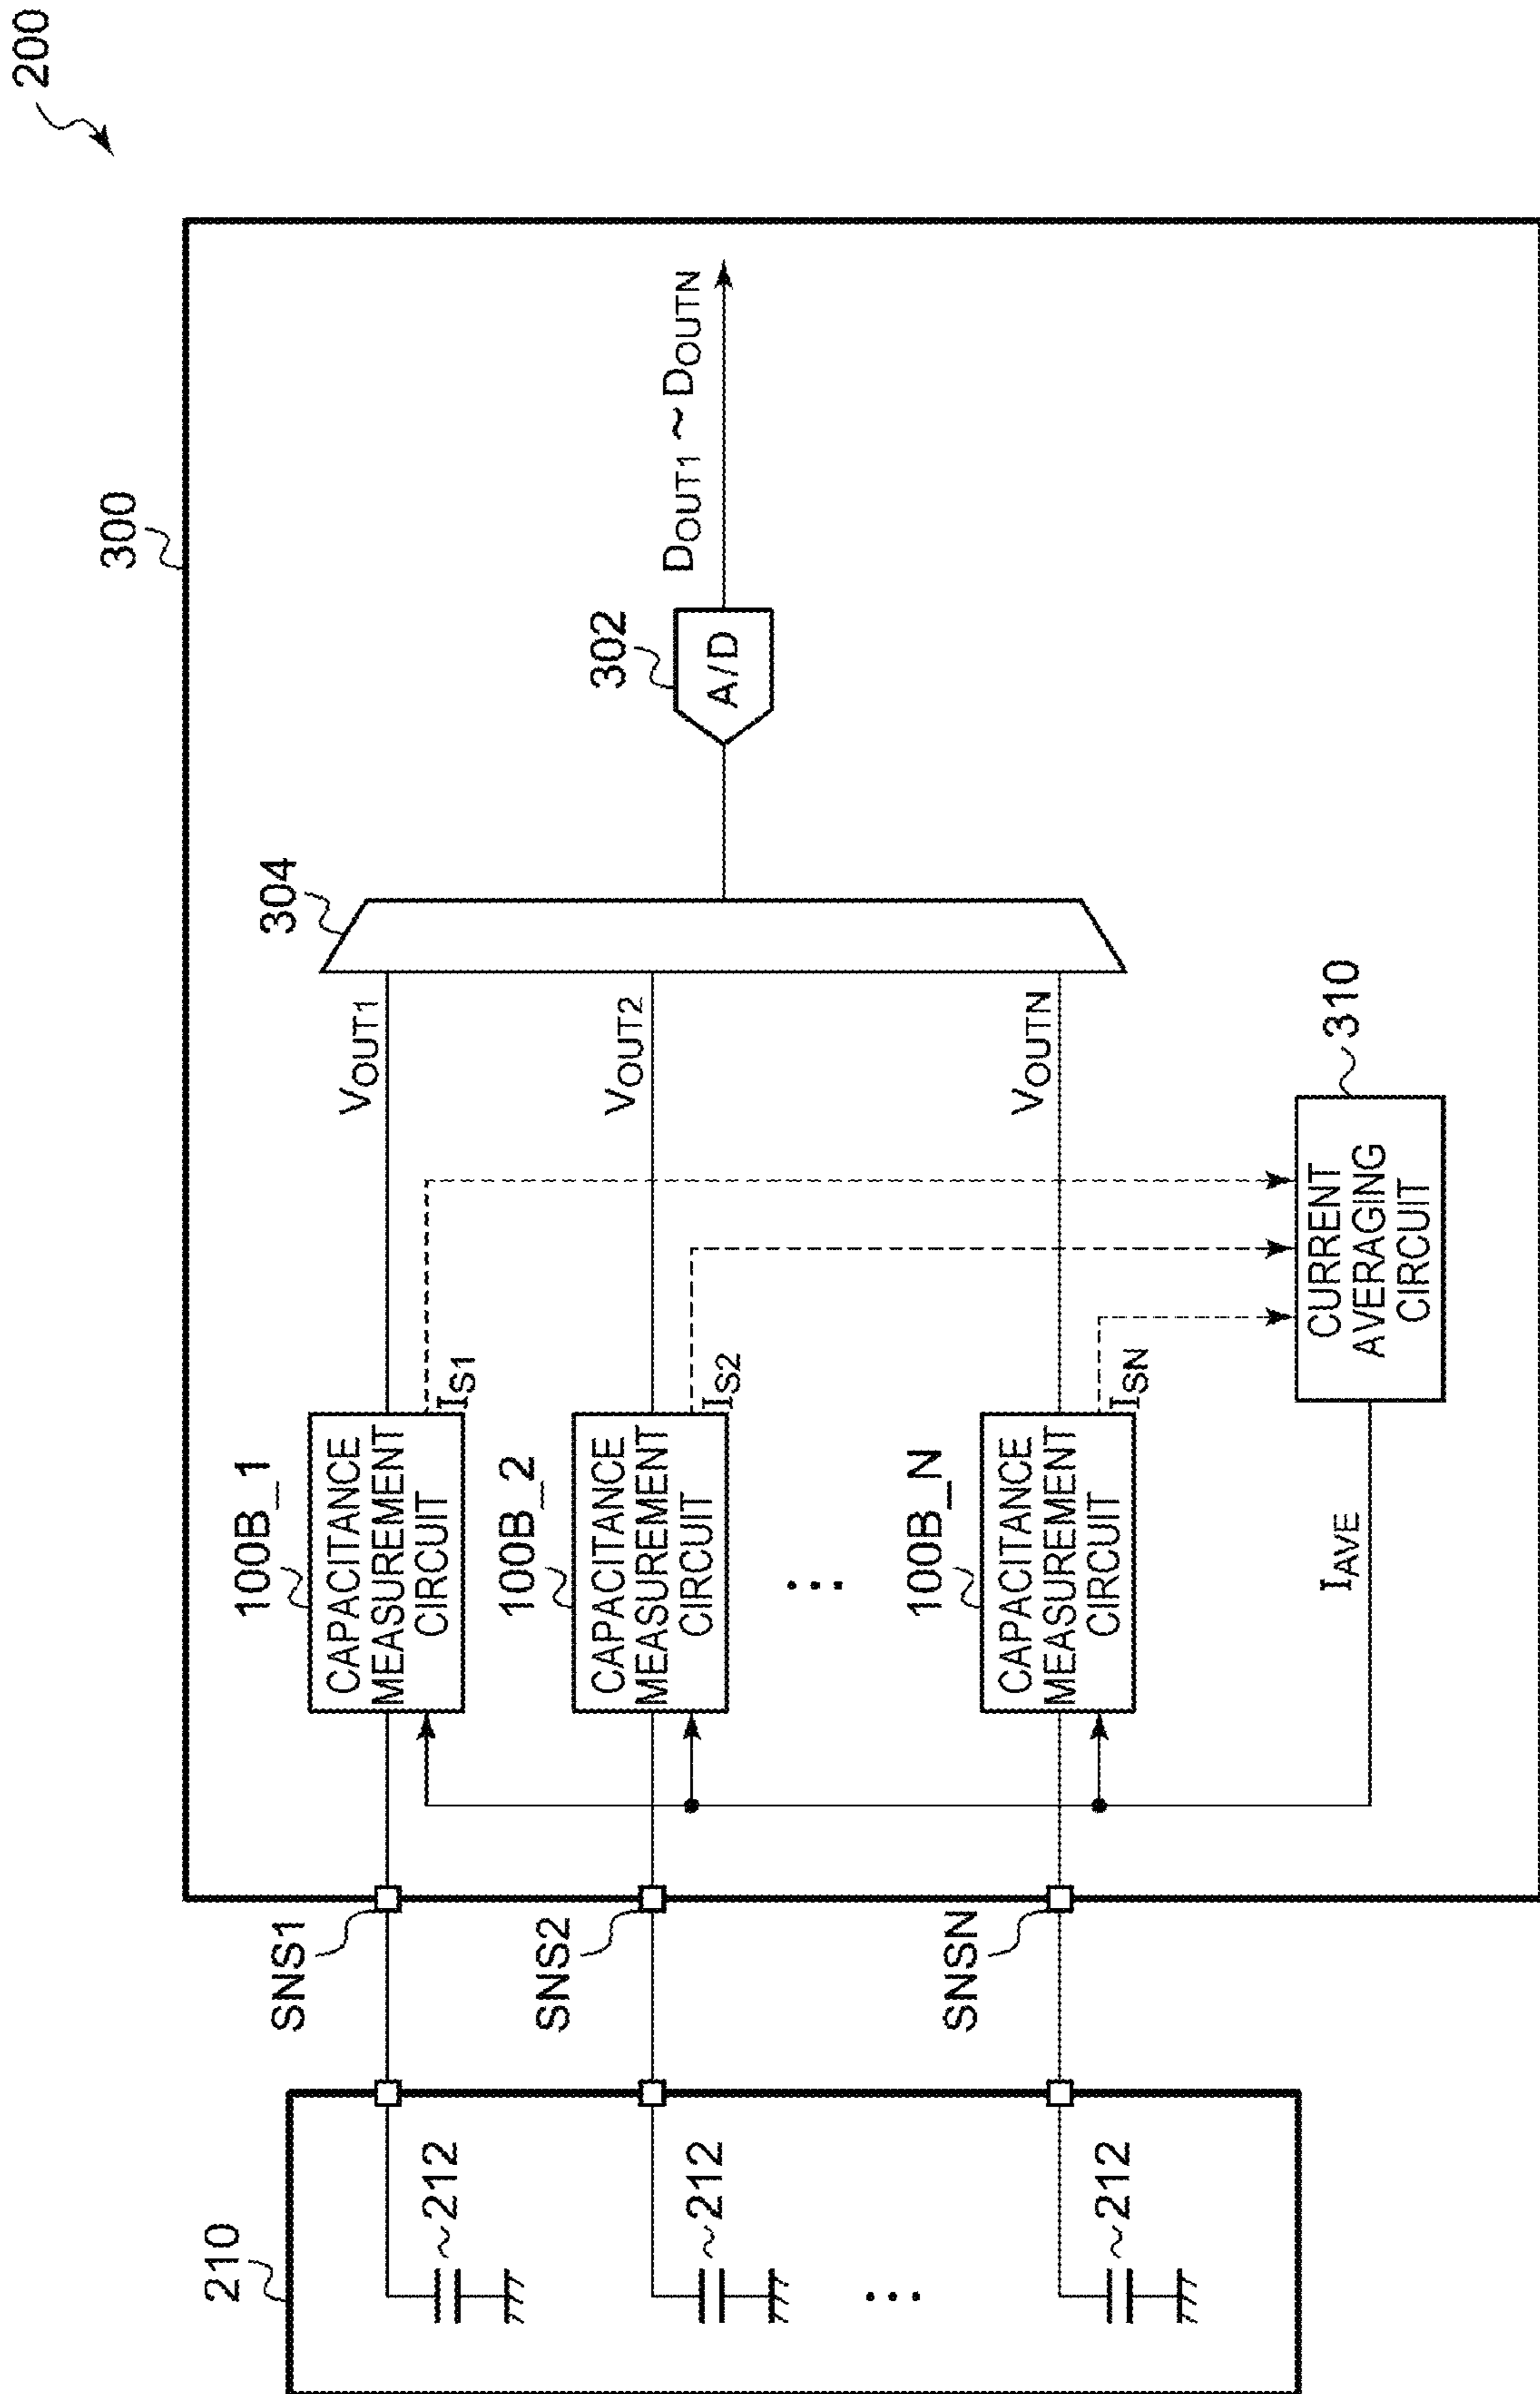 200
300
210
212
212
212
SNS1
SNS2
SNSN
100B_1
CAPACITANCE
MEASUREMENT
CIRCUIT
IS1
VOUT1
100B_2
CAPACITANCE
MEASUREMENT
CIRCUIT
IS2
VOUT2
...
...
100B_N
CAPACITANCE
MEASUREMENT
CIRCUIT
ISN
VOUTN
304
302
A/D
DOUT1 ~ DOUTN
IAVE
310
CURRENT
AVERAGING
CIRCUIT